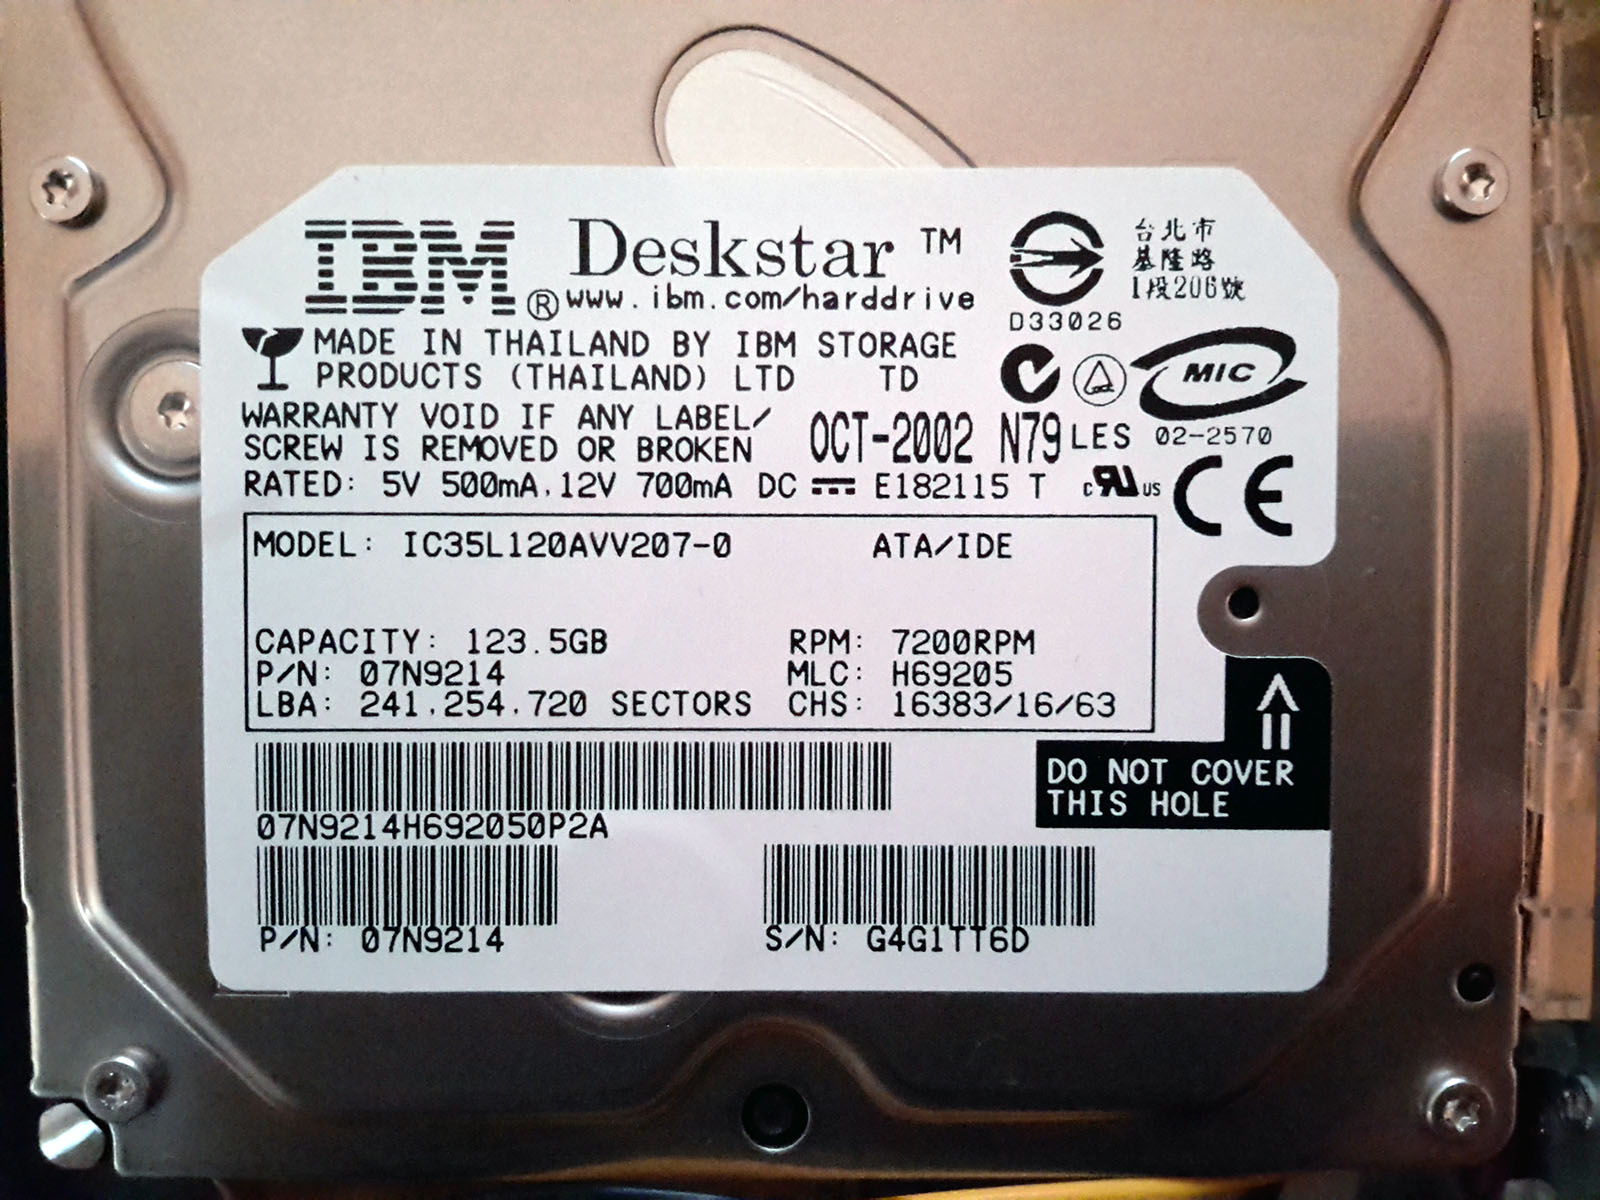 IBM ® Deskstar ™
www.ibm.com/harddrive
台北市
基隆路
1段206號
D33026
MADE IN THAILAND BY IBM STORAGE
PRODUCTS (THAILAND) LTD TD
MIC
WARRANTY VOID IF ANY LABEL/
SCREW IS REMOVED OR BROKEN
OCT-2002 N79 LES 02-2570
RATED: 5V 500mA, 12V 700mA DC E182115 T c RU US CE
MODEL: IC35L120AVV207-0 ATA/IDE
CAPACITY: 123.5GB RPM: 7200RPM
P/N: 07N9214 MLC: H69205
LBA: 241,254,720 SECTORS CHS: 16383/16/63
DO NOT COVER
THIS HOLE
07N9214H692050P2A
P/N: 07N9214 S/N: G4G1TT6D